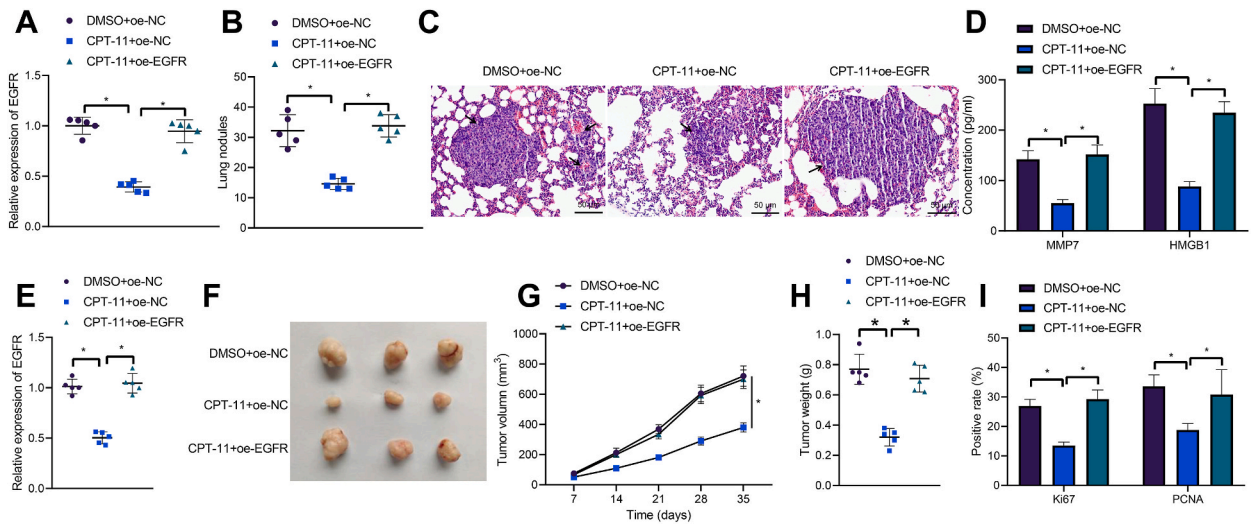 A
DMSO+oe-NC
CPT-11+oe-NC
CPT-11+oe-EGFR
Relative expression of EGFR
1.5
1.0
0.5
0.0
*
*
B
DMSO+oe-NC
CPT-11+oe-NC
CPT-11+oe-EGFR
Lung nodules
50
40
30
20
10
0
*
*
C
DMSO+oe-NC
CPT-11+oe-NC
CPT-11+oe-EGFR
50 μm
50 μm
50 μm
D
DMSO+oe-NC
CPT-11+oe-NC
CPT-11+oe-EGFR
Concentration (pg/ml)
300
200
100
0
*
*
*
*
MMP7
HMGB1
E
DMSO+oe-NC
CPT-11+oe-NC
CPT-11+oe-EGFR
Relative expression of EGFR
1.5
1.0
0.5
0.0
*
*
F
DMSO+oe-NC
CPT-11+oe-NC
CPT-11+oe-EGFR
G
DMSO+oe-NC
CPT-11+oe-NC
CPT-11+oe-EGFR
Tumor volumn (mm³)
1000
800
600
400
200
0
*
7
14
21
28
35
Time (days)
H
DMSO+oe-NC
CPT-11+oe-NC
CPT-11+oe-EGFR
Tumor weight (g)
1.0
0.8
0.6
0.4
0.2
0.0
*
*
I
DMSO+oe-NC
CPT-11+oe-NC
CPT-11+oe-EGFR
Positive rate (%)
50
40
30
20
10
0
*
*
*
*
Ki67
PCNA